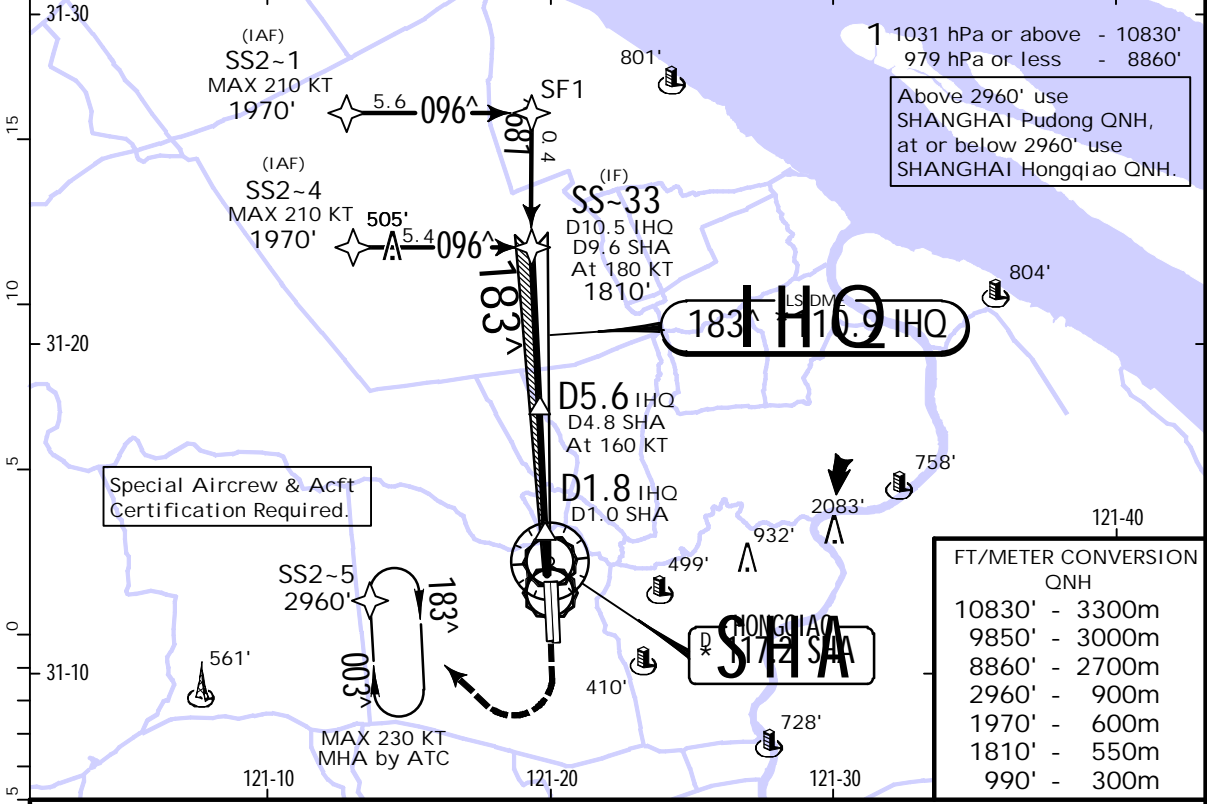 31-30
(IAF)
SS2~1
MAX 210 KT
1970'
5.6
096^
SF1
801'
1 1031 hPa or above - 10830'
979 hPa or less - 8860'
Above 2960' use
SHANGHAI Pudong QNH,
at or below 2960' use
SHANGHAI Hongqiao QNH.
15
0.4
(IAF)
SS2~4
MAX 210 KT
1970'
505'
5.4
096^
(IF)
SS~33
D10.5 IHQ
D9.6 SHA
At 180 KT
1810'
183^
804'
10
31-20
183^ *110.9 IHQ
IHQ
D5.6 IHQ
D4.8 SHA
At 160 KT
5
Special Aircrew & Acft
Certification Required.
D1.8 IHQ
D1.0 SHA
758'
2083'
932'
499'
121-40
SS2~5
2960'
183^
003^
HONGQIAO
D
* 117.2 SHA
SHA
0
31-10
561'
410'
728'
MAX 230 KT
MHA by ATC
121-10
121-20
121-30
5
FT/METER CONVERSION
QNH
10830' - 3300m
9850' - 3000m
8860' - 2700m
2960' - 900m
1970' - 600m
1810' - 550m
990' - 300m